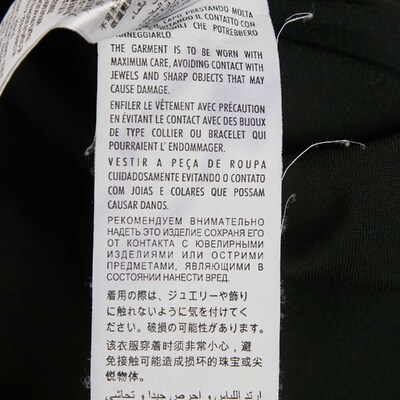 PRESTANDO MOLTA
IL CONTATTO CON
CHE POTREBBERO
DANNEGGIARLO.
THE GARMENT IS TO BE WORN WITH
MAXIMUM CARE, AVOIDING CONTACT WITH
JEWELS AND SHARP OBJECTS THAT MAY
CAUSE DAMAGE.
ENFILER LE VÊTEMENT AVEC PRÉCAUTION
EN ÉVITANT LE CONTACT AVEC DES BIJOUX
DE TYPE COLLIER OU BRACELET QUI
POURRAIENT L'ENDOMMAGER.
VESTIR A PEÇA DE ROUPA
CUIDADOSAMENTE EVITANDO O CONTATO
COM JOIAS E COLARES QUE POSSAM
CAUSAR DANOS.
РЕКОМЕНДУЕМ ВНИМАТЕЛЬНО
НАДЕТЬ ЭТО ИЗДЕЛИЕ СОХРАНЯ ЕГО
ОТ КОНТАКТА С ЮВЕЛИРНЫМИ
ИЗДЕЛИЯМИ ИЛИ ОСТРИМИ
ПРЕДМЕТАМИ, ЯВЛЯЮЩИМИ В
СОСТОЯНИИ НАНЕСТИ ВРЕД.
着用の際は、ジュエリーや飾り
に触れないように気を付けてく
ださい。破損の可能性があります。
该衣服穿着时须非常小心，避
免接触可能造成损坏的珠宝或尖
锐物体。
ارتد اللباس و احرص جيدا و تحاشى